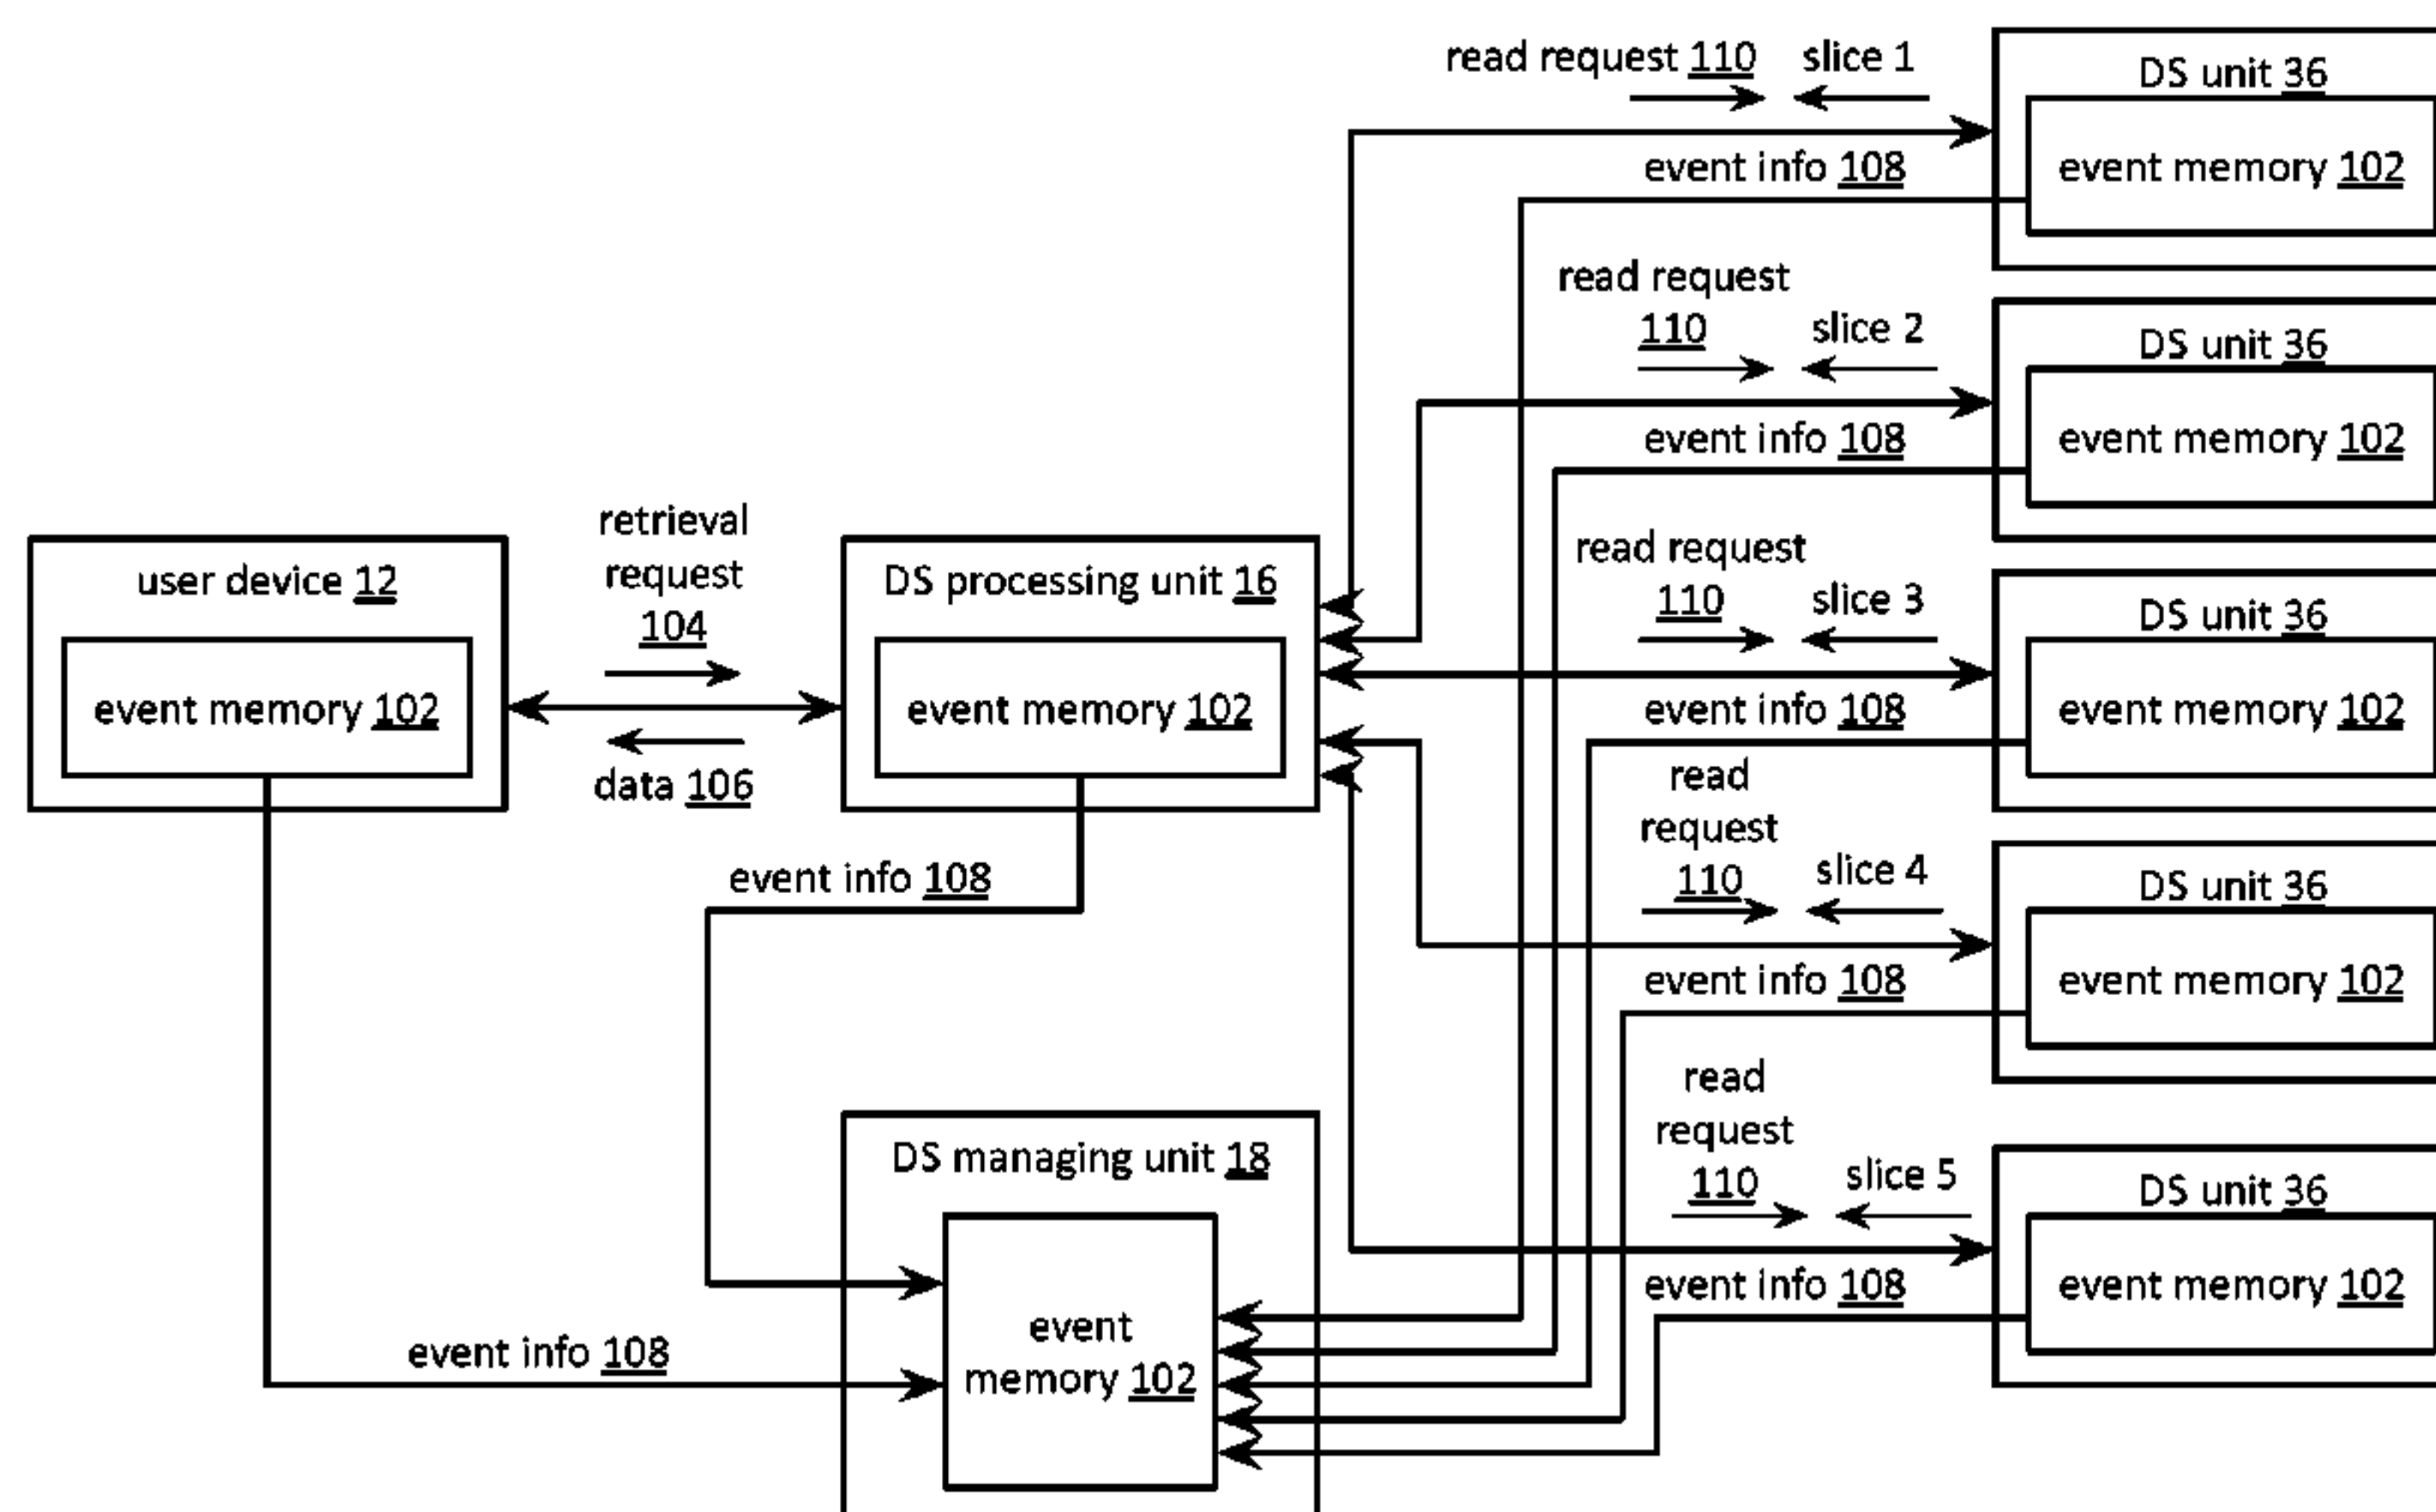 read request 110
slice 1
DS unit 36
event info 108
event memory 102
read request
110
slice 2
DS unit 36
event info 108
event memory 102
retrieval
request
104
user device 12
event memory 102
data 106
DS processing unit 16
event memory 102
read request
110
slice 3
DS unit 36
event info 108
event memory 102
read
request
110
slice 4
DS unit 36
event info 108
event memory 102
event info 108
DS managing unit 18
event
memory 102
event info 108
read
request
110
slice 5
DS unit 36
event info 108
event memory 102